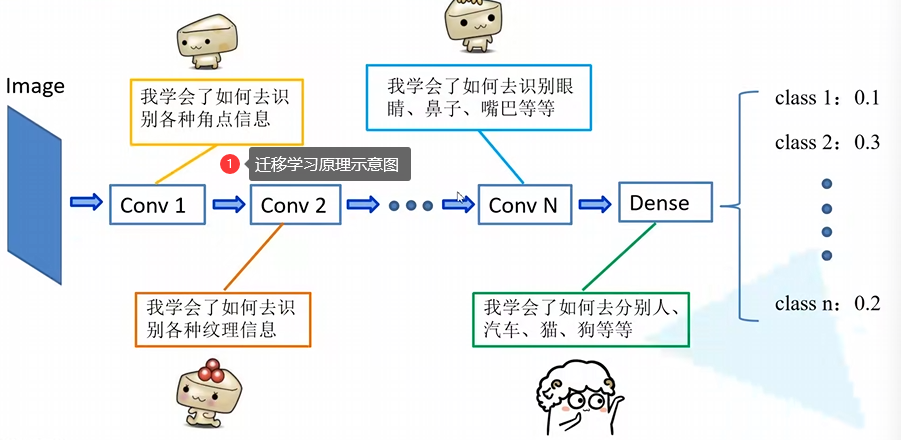 Image
我学会了如何去识
别各种角点信息
我学会了如何去识别眼
睛、鼻子、嘴巴等等
class 1：0.1
class 2：0.3
1
迁移学习原理示意图
Conv 1
Conv 2
Conv N
Dense
我学会了如何去识
别各种纹理信息
我学会了如何去分别人、
汽车、猫、狗等等
class n：0.2